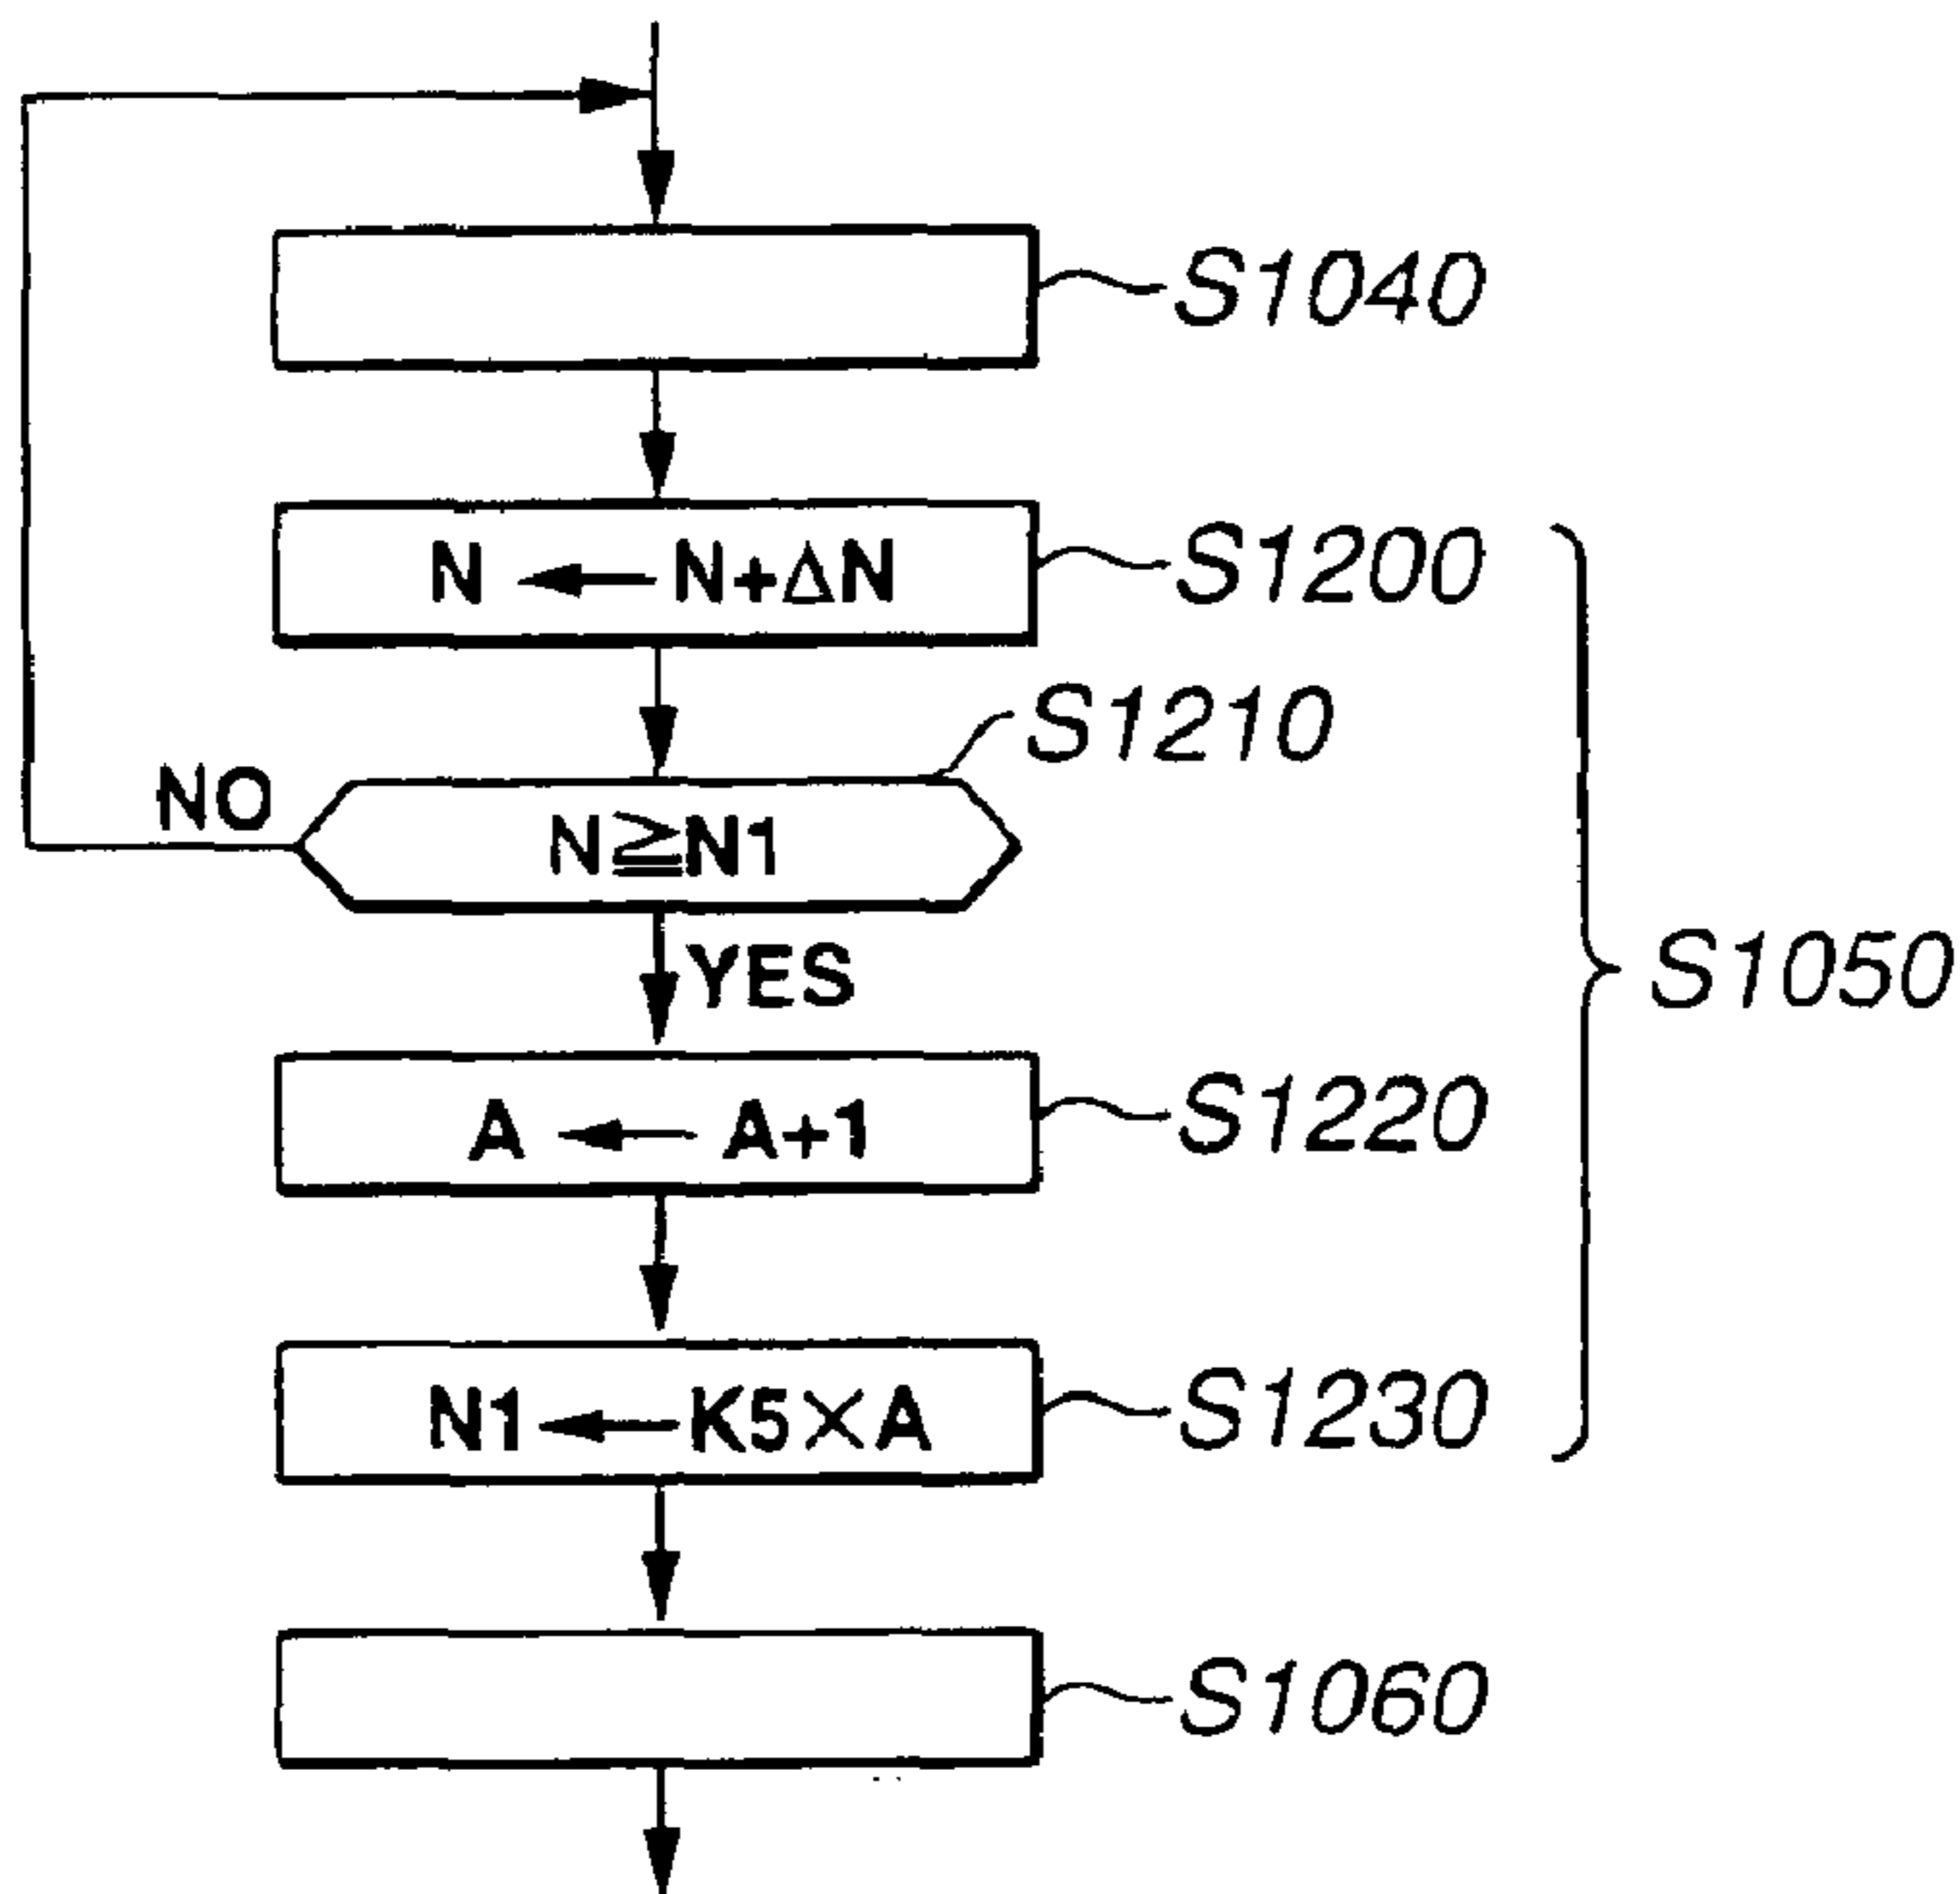 S1040
N ← N+ΔN
S1200
S1210
NO
N≧N1
YES
S1050
A ← A+1
S1220
N1 ← K5×A
S1230
S1060